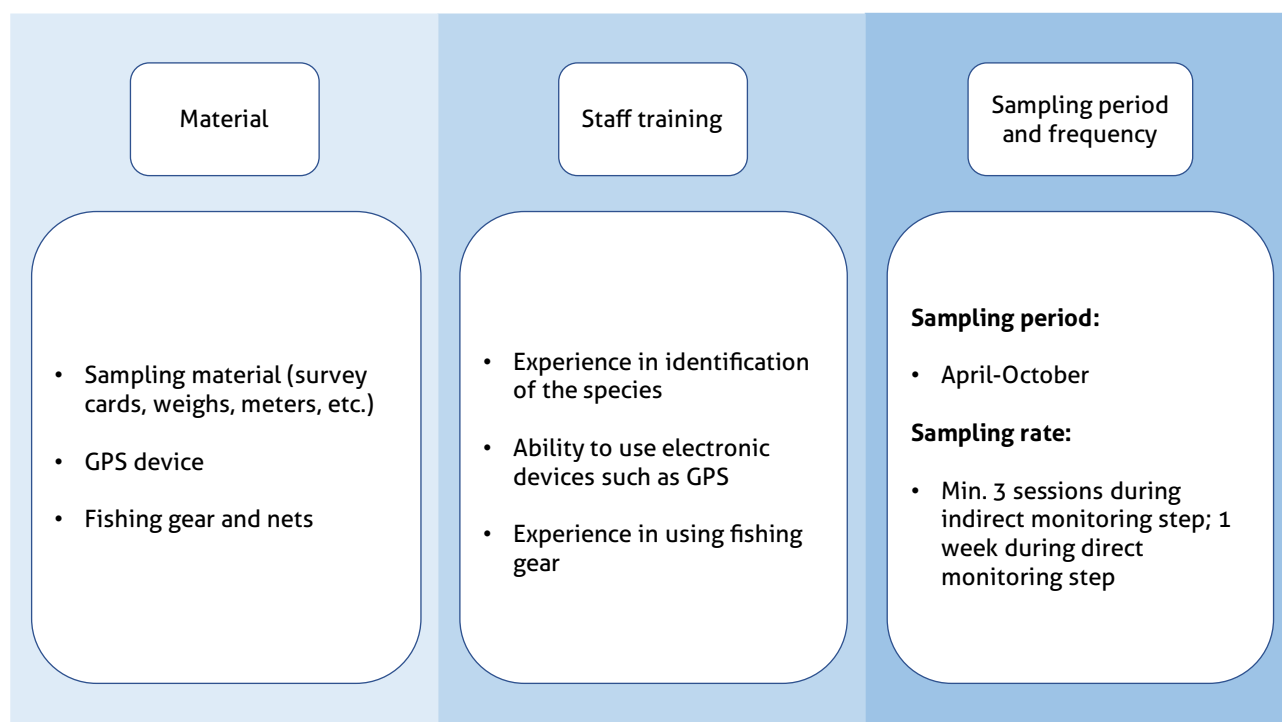 Material
• Sampling material (survey
cards, weighs, meters, etc.)
• GPS device
• Fishing gear and nets
Staff training
• Experience in identification
of the species
• Ability to use electronic
devices such as GPS
• Experience in using fishing
gear
Sampling period
and frequency
Sampling period:
• April-October
Sampling rate:
• Min. 3 sessions during
indirect monitoring step; 1
week during direct
monitoring step